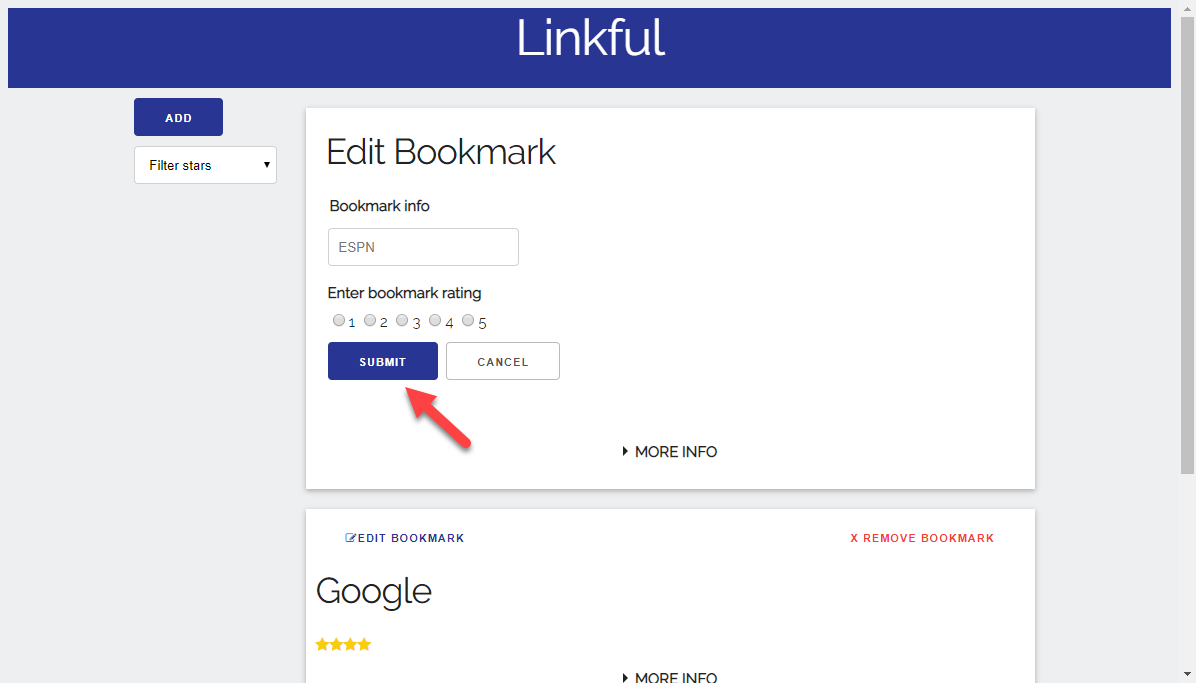 Linkful
ADD
Filter stars
Edit Bookmark
Bookmark info
ESPN
Enter bookmark rating
1 2 3 4 5
SUBMIT CANCEL
MORE INFO
EDIT BOOKMARK X REMOVE BOOKMARK
Google
MORE INFO